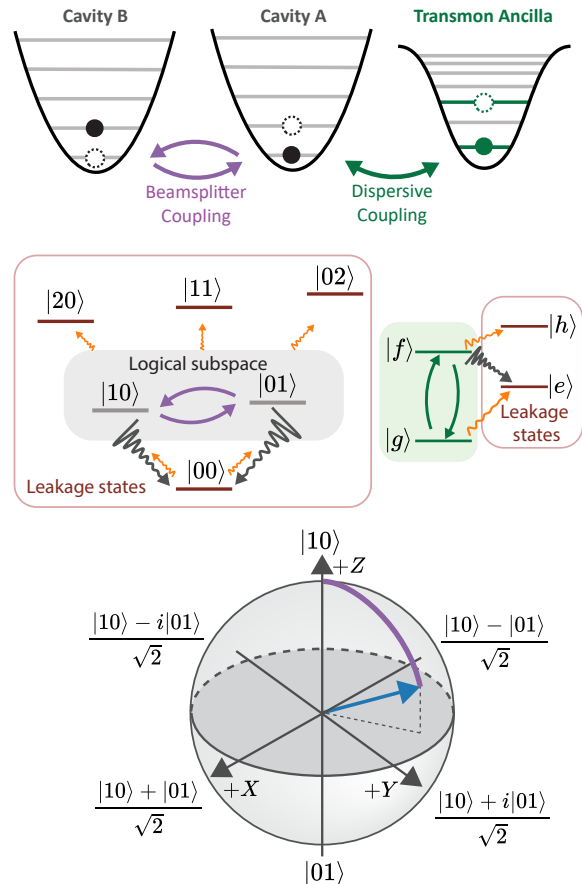 Cavity B
Cavity A
Transmon Ancilla
Beamsplitter
Coupling
Dispersive
Coupling
|20⟩
|11⟩
|02⟩
Logical subspace
|10⟩
|01⟩
|00⟩
Leakage states
|f⟩
|g⟩
|h⟩
|e⟩
Leakage
states
|10⟩
+Z
|10⟩ − i|01⟩
√2
|10⟩ − |01⟩
√2
|10⟩ + |01⟩
√2
+X
+Y
|10⟩ + i|01⟩
√2
|01⟩